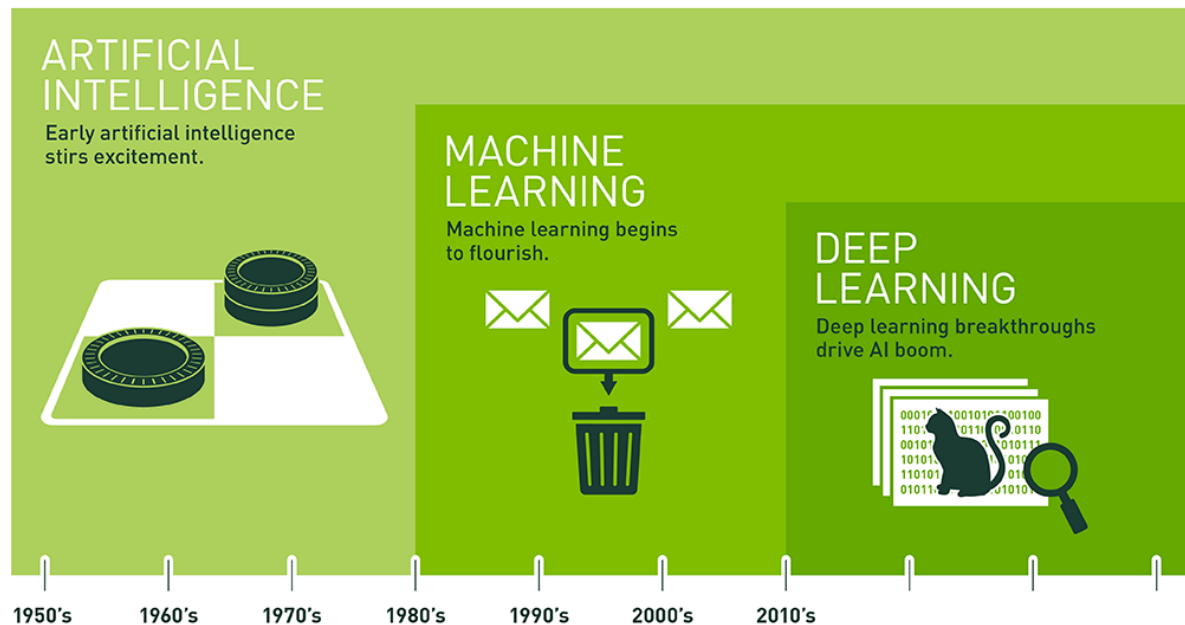 ARTIFICIAL
INTELLIGENCE
Early artificial intelligence
stirs excitement.
MACHINE
LEARNING
Machine learning begins
to flourish.
DEEP
LEARNING
Deep learning breakthroughs
drive AI boom.
1950's
1960's
1970's
1980's
1990's
2000's
2010's